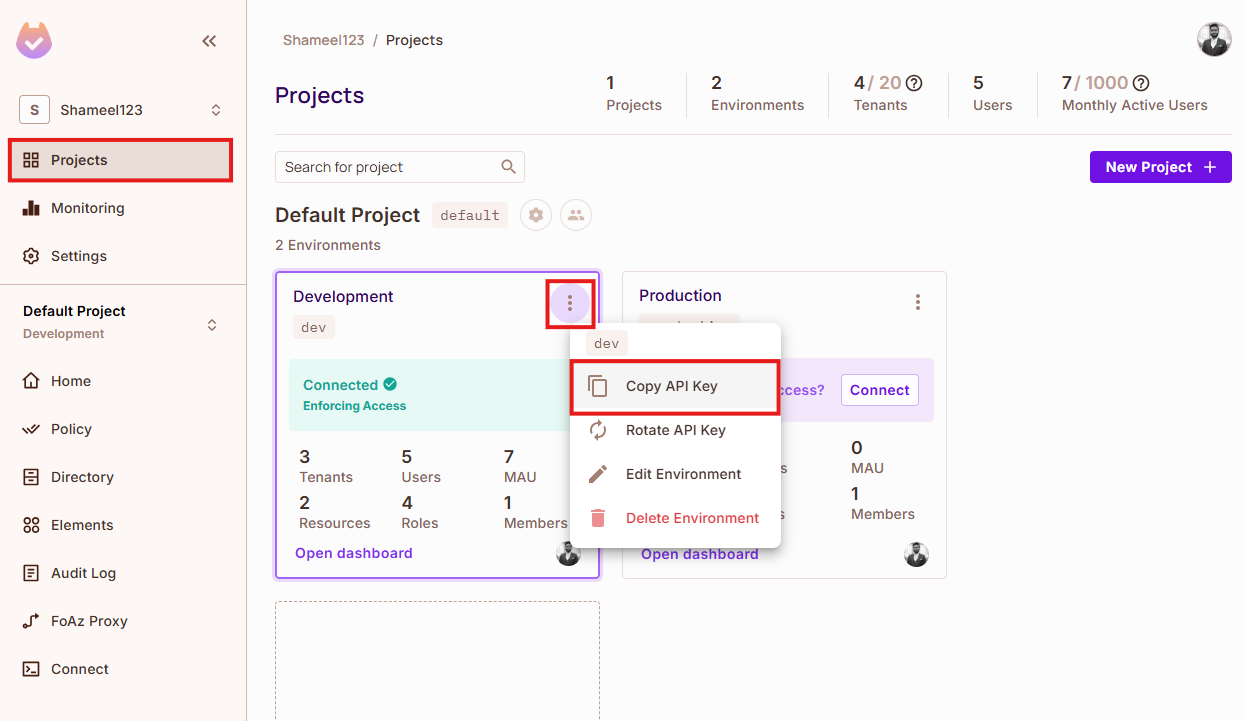 S Shameel123
Projects
Monitoring
Settings
Default Project
Development
Home
Policy
Directory
Elements
Audit Log
FoAz Proxy
Connect
Shameel123 / Projects
Projects
1
Projects
2
Environments
4 / 20
Tenants
5
Users
7 / 1000
Monthly Active Users
Search for project
New Project +
Default Project default
2 Environments
Development
dev
Connected
Enforcing Access
3
Tenants
5
Users
7
MAU
2
Resources
4
Roles
1
Members
Open dashboard
dev
Copy API Key
Rotate API Key
Edit Environment
Delete Environment
Production
Connect
0
MAU
1
Members
Open dashboard